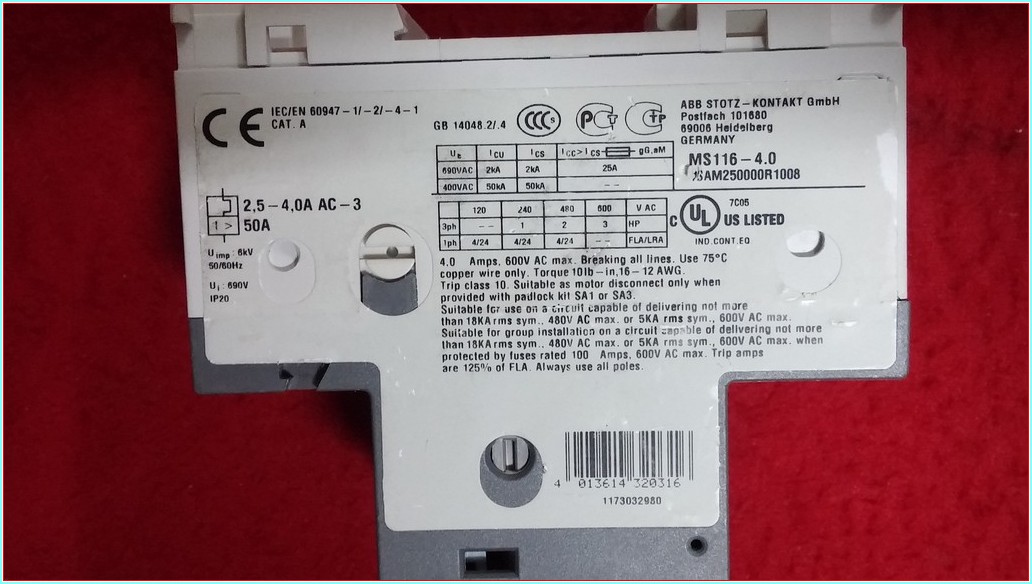 CE
IEC/EN 60947-1/-2/-4-1
CAT. A
GB 14048.2/.4
CCC S
ABB STOTZ-KONTAKT GmbH
Postfach 101680
69006 Heidelberg
GERMANY
MS116-4.0
1SAM250000R1008
Ue ICU ICS ICC>ICS gG,aM
690VAC 2kA 2kA 25A
400VAC 50kA 50kA --
2,5-4,0A AC-3
I > 50A
Uimp: 6kV
50/60Hz
Ui: 690V
IP20
120 240 480 600 V AC
3ph -- 1 2 3 HP
1ph 4/24 4/24 4/24 -- FLA/LRA
7C05
C UL US LISTED
IND.CONT.EQ
4.0 Amps, 600V AC max. Breaking all lines. Use 75°C
copper wire only. Torque 10lb-in,16-12 AWG.
Trip class 10. Suitable as motor disconnect only when
provided with padlock kit SA1 or SA3.
Suitable for use on a circuit capable of delivering not more
than 18KA rms sym., 480V AC max. or 5KA rms sym., 600V AC max.
Suitable for group installation on a circuit capable of delivering not more
than 18KA rms sym., 480V AC max. or 5KA rms sym., 600V AC max. when
protected by fuses rated 100 Amps, 600V AC max. Trip amps
are 125% of FLA. Always use all poles.
4 013614 320316
1173032980